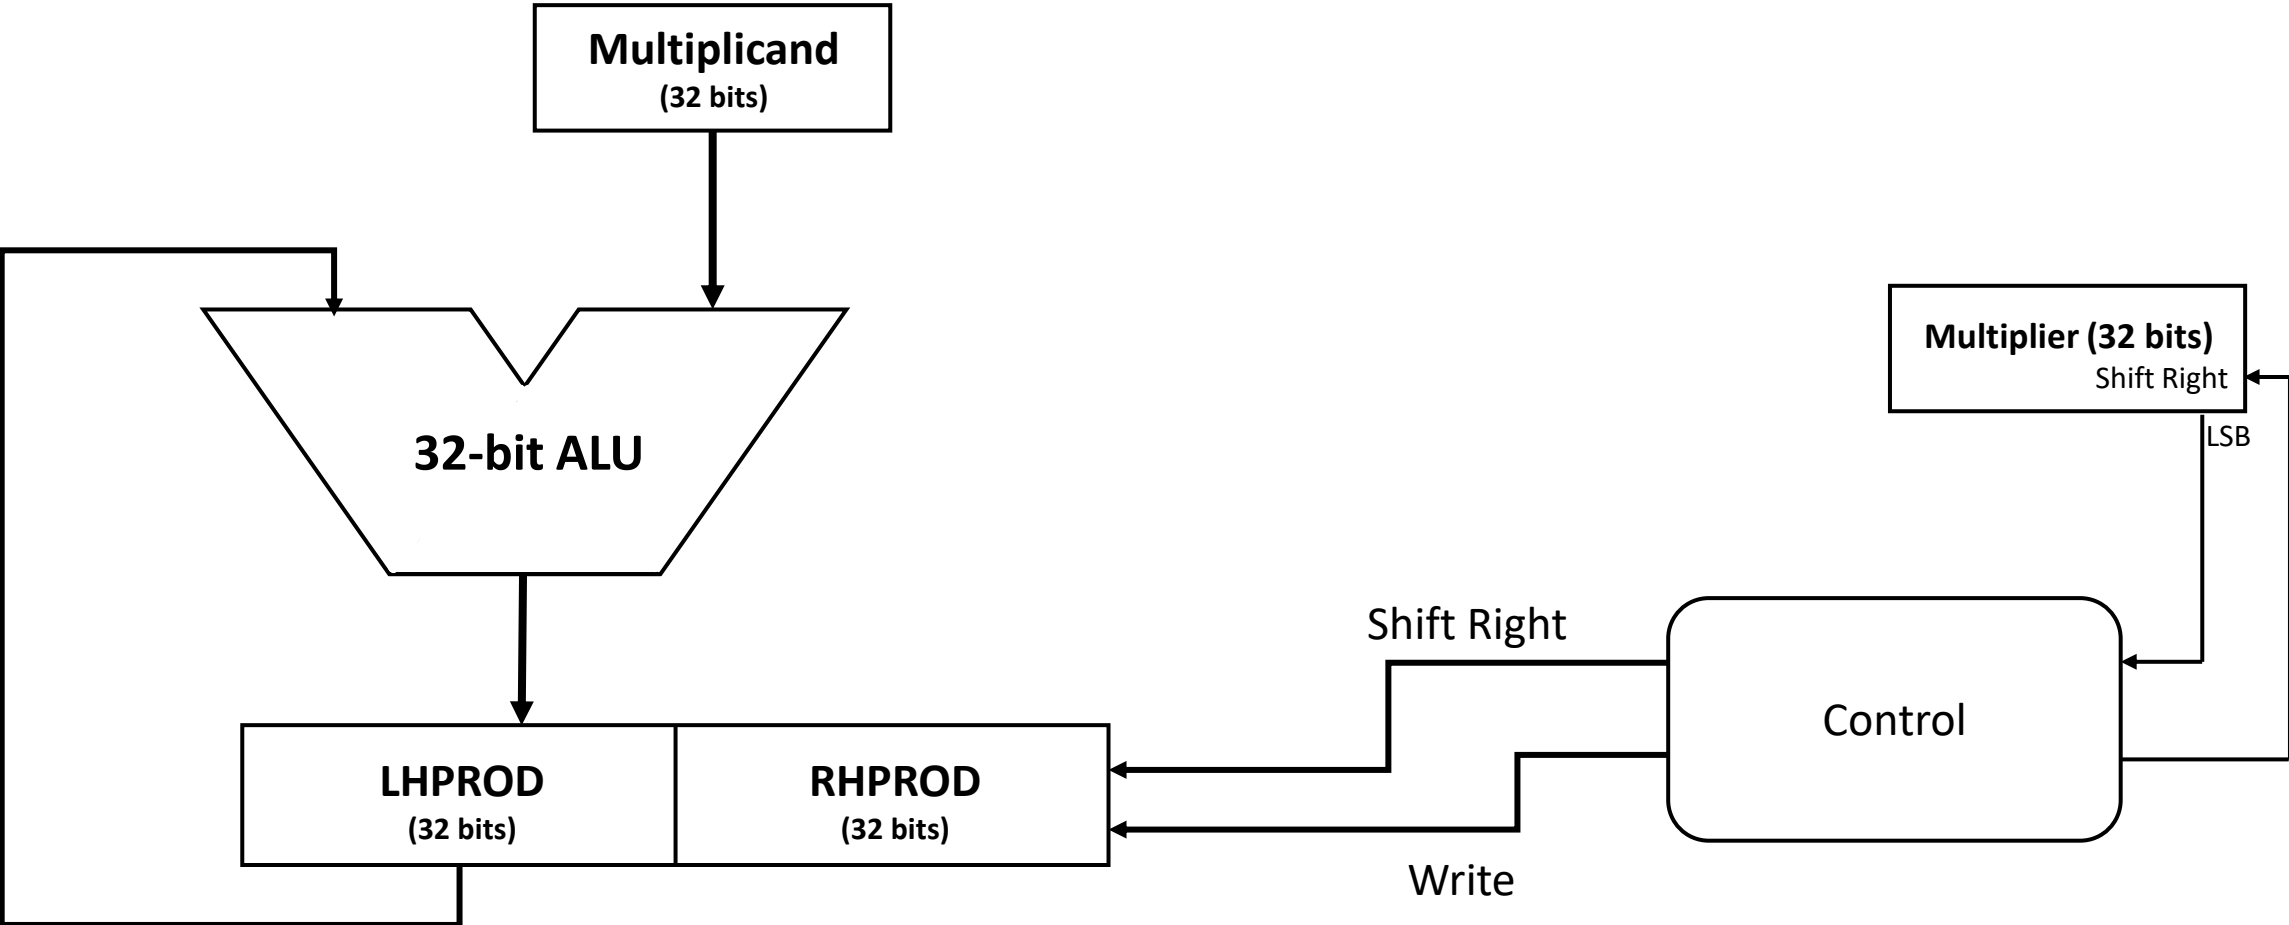 Multiplicand
(32 bits)
32-bit ALU
Multiplier (32 bits)
Shift Right
LSB
Shift Right
Control
LHPROD
(32 bits)
RHPROD
(32 bits)
Write